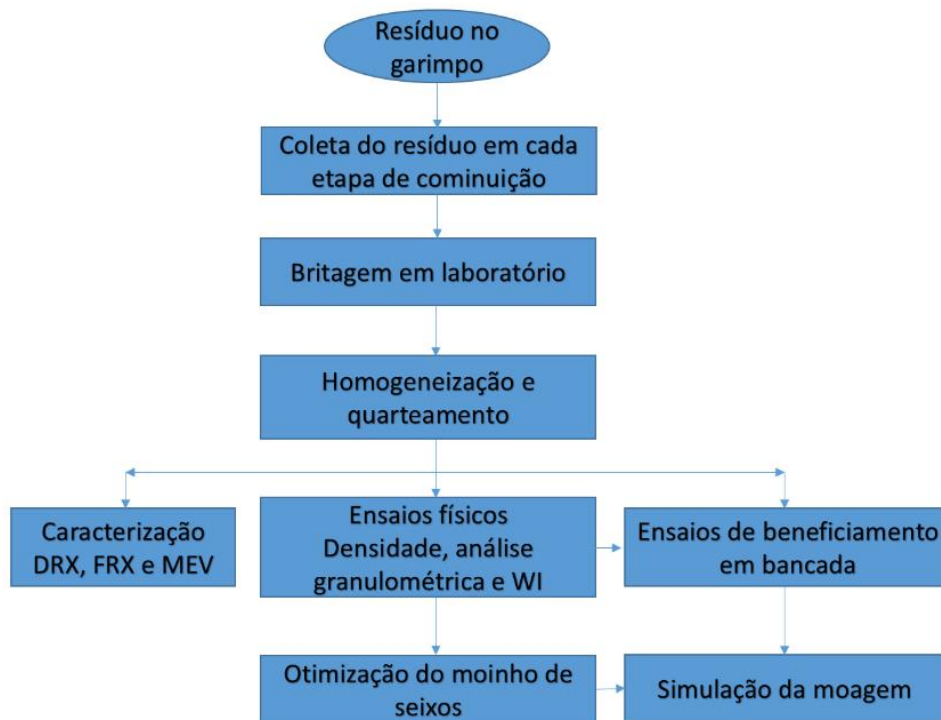 Resíduo no
garimpo
Coleta do resíduo em cada
etapa de cominuição
Britagem em laboratório
Homogeneização e
quarteamento
Caracterização
DRX, FRX e MEV
Ensaios físicos
Densidade, análise
granulométrica e WI
Ensaios de beneficiamento
em bancada
Otimização do moinho de
seixos
Simulação da moagem